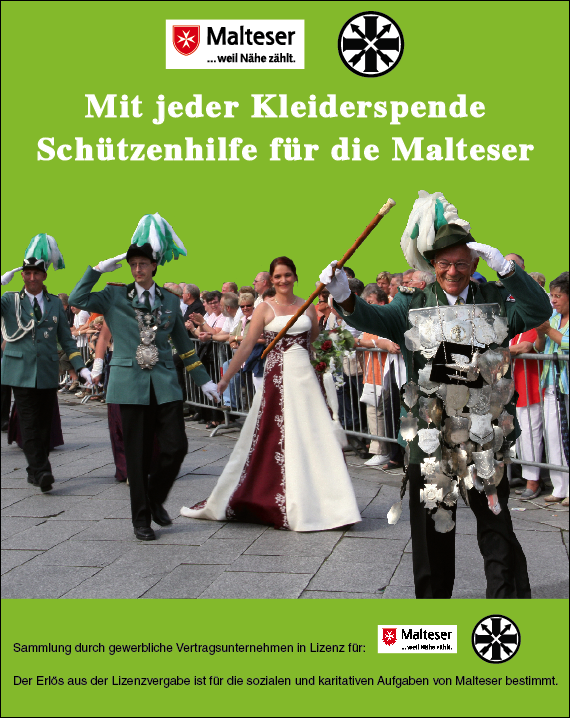 Malteser
...weil Nähe zählt.
Mit jeder Kleiderspende
Schützenhilfe für die Malteser
Sammlung durch gewerbliche Vertragsunternehmen in Lizenz für:
Malteser
...weil Nähe zählt.
Der Erlös aus der Lizenzvergabe ist für die sozialen und karitativen Aufgaben von Malteser bestimmt.